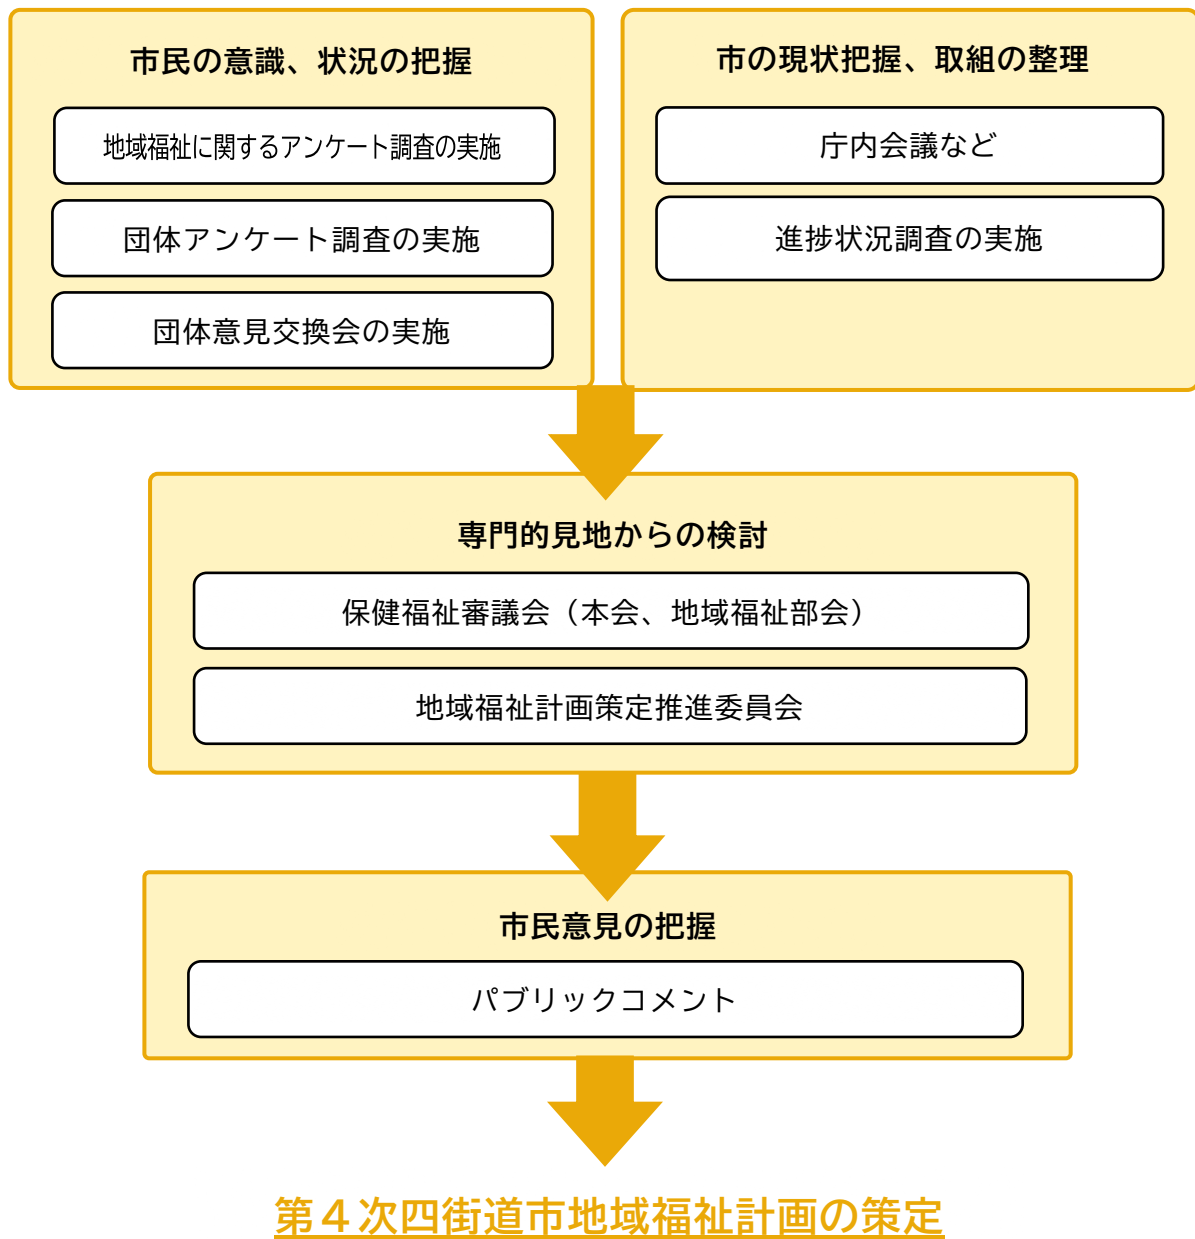 市民の意識、状況の把握
地域福祉に関するアンケート調査の実施
団体アンケート調査の実施
団体意見交換会の実施
市の現状把握、取組の整理
庁内会議など
進捗状況調査の実施
専門的見地からの検討
保健福祉審議会（本会、地域福祉部会）
地域福祉計画策定推進委員会
市民意見の把握
パブリックコメント
第４次四街道市地域福祉計画の策定